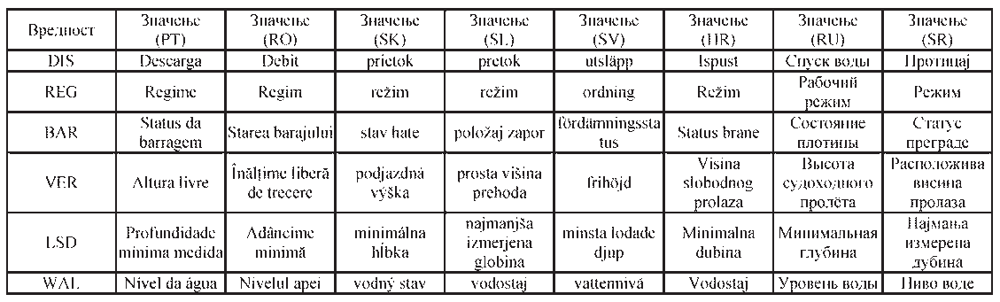 Вредност
Значење
(PT)
Значење
(RO)
Значење
(SK)
Значење
(SL)
Значење
(SV)
Значење
(HR)
Значење
(RU)
Значење
(SR)
DIS
Descarga
Debit
prietok
pretok
utsläpp
Ispust
Спуск воды
Протицај
REG
Regime
Regim
režim
režim
ordning
Režim
Рабочий
режим
Режим
BAR
Status da
barragem
Starea barajului
stav hate
položaj zapor
fördämningssta
tus
Status brane
Состояние
плотины
Статус
преграде
VER
Altura livre
Înălțime liberă
de trecere
podjazdná
výška
prosta višina
prehoda
frihöjd
Visina
slobodnog
prolaza
Высота
судоходного
пролёта
Расположива
висина
пролаза
LSD
Profundidade
mínima medida
Adâncime
minimă
minimálna
hĺbka
najmanjša
izmerjena
globina
minsta lodade
djup
Minimalna
dubina
Минимальная
глубина
Најмања
измерена
дубина
WAL
Nível da água
Nivelul apei
vodný stav
vodostaj
vattennivå
Vodostaj
Уровень воды
Ниво воде